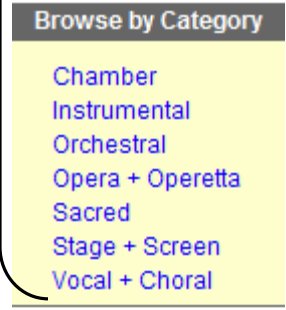 Browse by Category
Chamber
Instrumental
Orchestral
Opera + Operetta
Sacred
Stage + Screen
Vocal + Choral